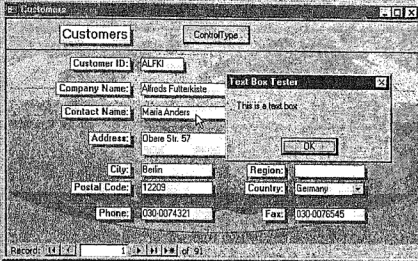 Customers
Customers ControlType
Customer ID: ALFKI
Company Name: Alfreds Futterkiste
Text Box Tester
This is a text box
Contact Name: Maria Anders
Address: Obere Str. 57
OK
City: Berlin Region:
Postal Code: 12209 Country: Germany
Phone: 030-0074321 Fax: 030-0076545
Record: 1 of 91